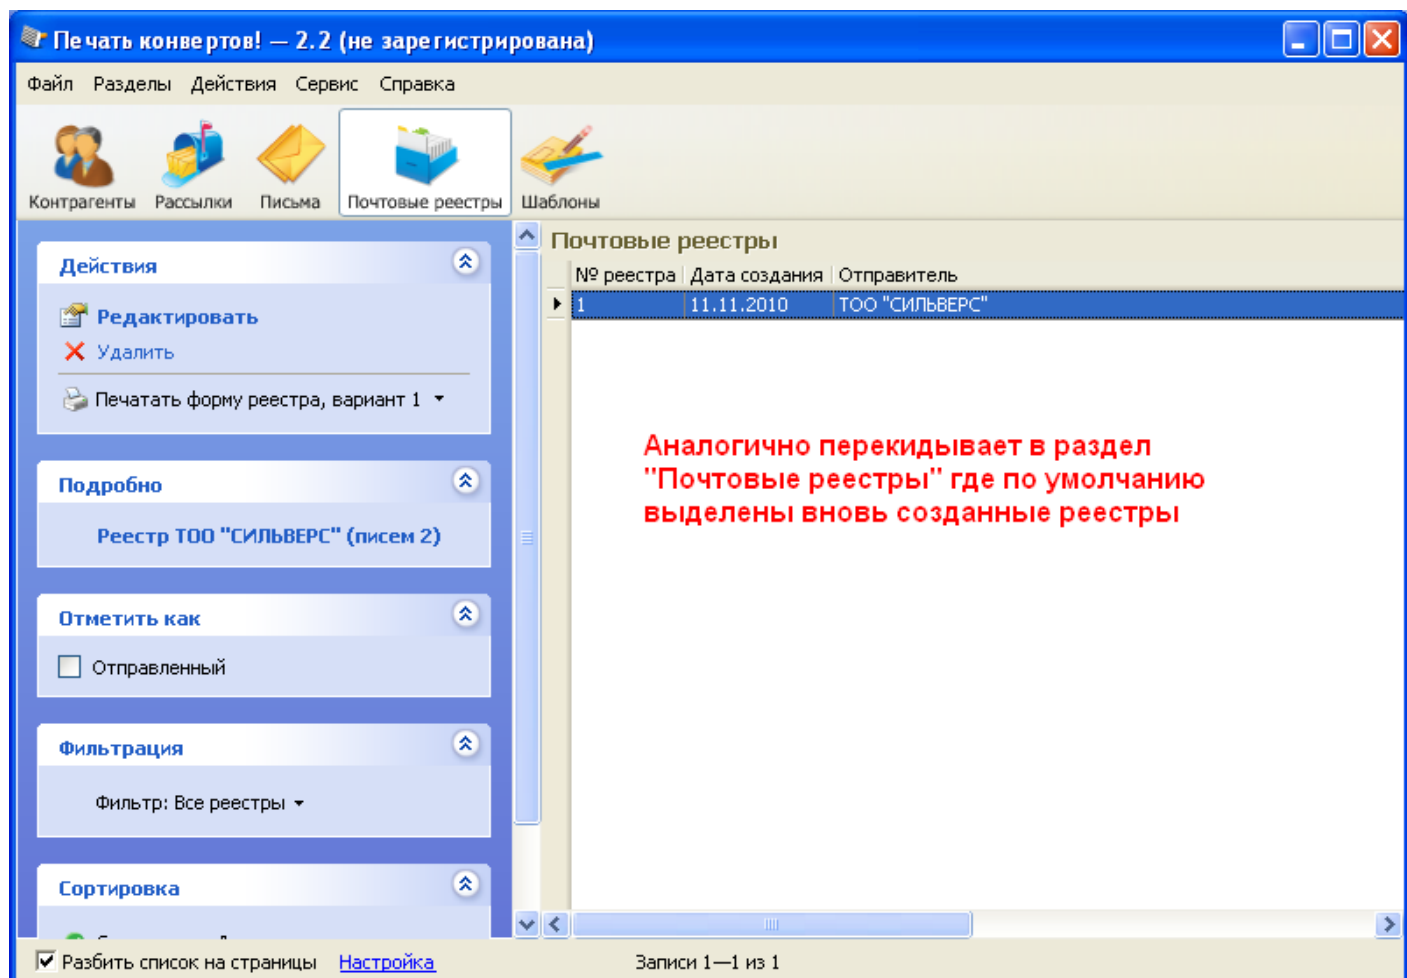 Печать конвертов! — 2.2 (не зарегистрирована)
Файл Разделы Действия Сервис Справка
Контрагенты Рассылки Письма Почтовые реестры Шаблоны
Действия
Редактировать
Удалить
Печатать форму реестра, вариант 1
Подробно
Реестр ТОО "СИЛЬВЕРС" (писем 2)
Отметить как
Отправленный
Фильтрация
Фильтр: Все реестры
Сортировка
Почтовые реестры
№ реестра Дата создания Отправитель
1 11.11.2010 ТОО "СИЛЬВЕРС"
Аналогично перекидывает в раздел
"Почтовые реестры" где по умолчанию
выделены вновь созданные реестры
Разбить список на страницы Настройка Записи 1—1 из 1